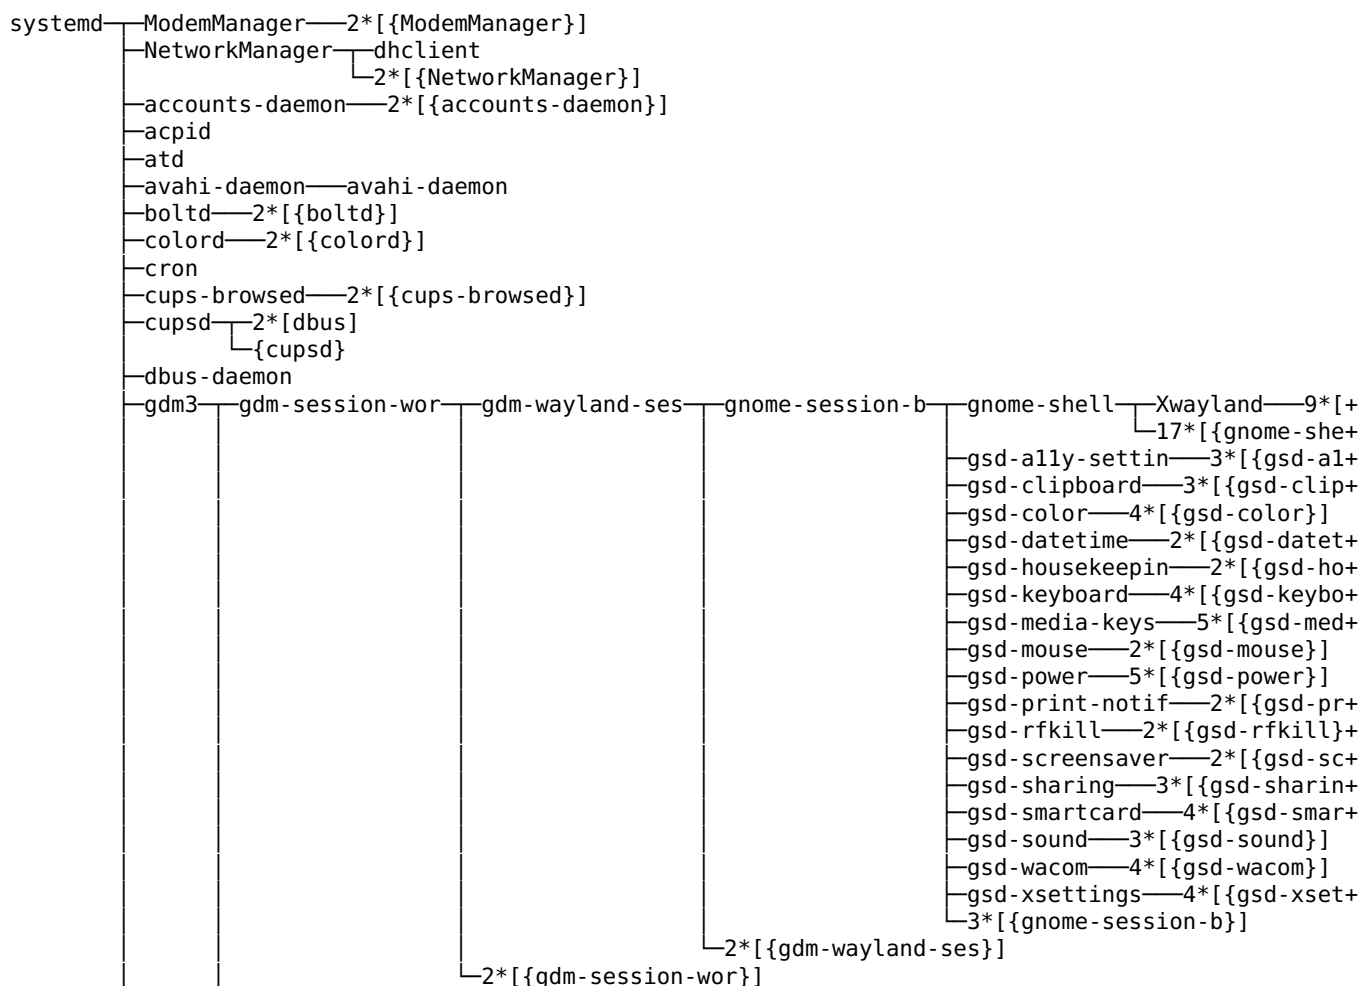 systemd─┬─ModemManager───2*[{ModemManager}]
        ├─NetworkManager─┬─dhclient
        │                └─2*[{NetworkManager}]
        ├─accounts-daemon───2*[{accounts-daemon}]
        ├─acpid
        ├─atd
        ├─avahi-daemon───avahi-daemon
        ├─boltd───2*[{boltd}]
        ├─colord───2*[{colord}]
        ├─cron
        ├─cups-browsed───2*[{cups-browsed}]
        ├─cupsd─┬─2*[dbus]
        │       └─{cupsd}
        ├─dbus-daemon
        ├─gdm3─┬─gdm-session-wor─┬─gdm-wayland-ses─┬─gnome-session-b─┬─gnome-shell─┬─Xwayland───9*[+
        │      │                 │                 │                 │             └─17*[{gnome-she+
        │      │                 │                 │                 ├─gsd-a11y-settin───3*[{gsd-a1+
        │      │                 │                 │                 ├─gsd-clipboard───3*[{gsd-clip+
        │      │                 │                 │                 ├─gsd-color───4*[{gsd-color}]
        │      │                 │                 │                 ├─gsd-datetime───2*[{gsd-datet+
        │      │                 │                 │                 ├─gsd-housekeepin───2*[{gsd-ho+
        │      │                 │                 │                 ├─gsd-keyboard───4*[{gsd-keybo+
        │      │                 │                 │                 ├─gsd-media-keys───5*[{gsd-med+
        │      │                 │                 │                 ├─gsd-mouse───2*[{gsd-mouse}]
        │      │                 │                 │                 ├─gsd-power───5*[{gsd-power}]
        │      │                 │                 │                 ├─gsd-print-notif───2*[{gsd-pr+
        │      │                 │                 │                 ├─gsd-rfkill───2*[{gsd-rfkill}+
        │      │                 │                 │                 ├─gsd-screensaver───2*[{gsd-sc+
        │      │                 │                 │                 ├─gsd-sharing───3*[{gsd-sharin+
        │      │                 │                 │                 ├─gsd-smartcard───4*[{gsd-smar+
        │      │                 │                 │                 ├─gsd-sound───3*[{gsd-sound}]
        │      │                 │                 │                 ├─gsd-wacom───4*[{gsd-wacom}]
        │      │                 │                 │                 ├─gsd-xsettings───4*[{gsd-xset+
        │      │                 │                 │                 └─3*[{gnome-session-b}]
        │      │                 │                 └─2*[{gdm-wayland-ses}]
        │      │                 └─2*[{gdm-session-wor}]